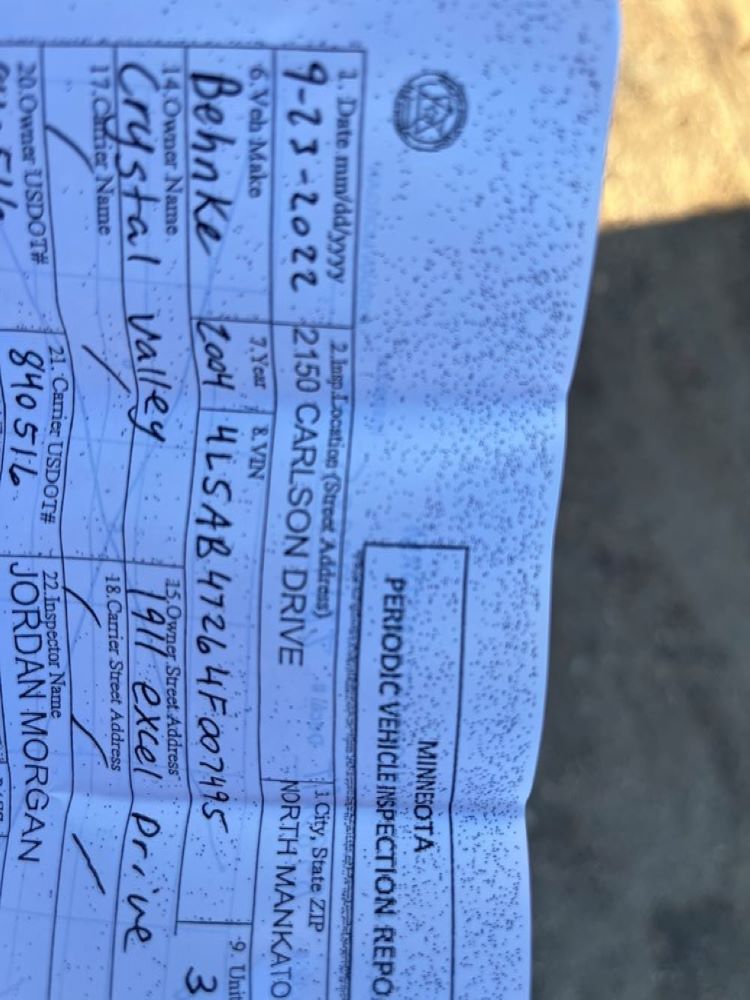 MINNESOTA
PERIODIC VEHICLE INSPECTION REPO
1. Date mm/dd/yyyy 2.Insp.Location (Street Address) 3.City, State ZIP
9-23-2022 2150 CARLSON DRIVE NORTH MANKATO
6.Veh Make 7.Year 8.VIN 9. Unit
Behnke 2004 4LSAB47264F007495 3
14.Owner Name 15.Owner Street Address
Crystal Valley 1911 excel Drive
17.Carrier Name 18.Carrier Street Address
20.Owner USDOT# 21. Carrier USDOT# 22.Inspector Name
840516 JORDAN MORGAN